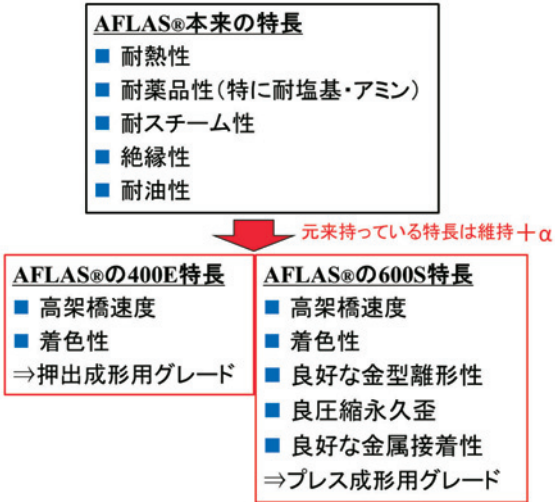 AFLAS®本来の特長
■ 耐熱性
■ 耐薬品性(特に耐塩基・アミン)
■ 耐スチーム性
■ 絶縁性
■ 耐油性
元来持っている特長は維持+α
AFLAS®の400E特長
■ 高架橋速度
■ 着色性
⇒押出成形用グレード
AFLAS®の600S特長
■ 高架橋速度
■ 着色性
■ 良好な金型離形性
■ 良圧縮永久歪
■ 良好な金属接着性
⇒プレス成形用グレード